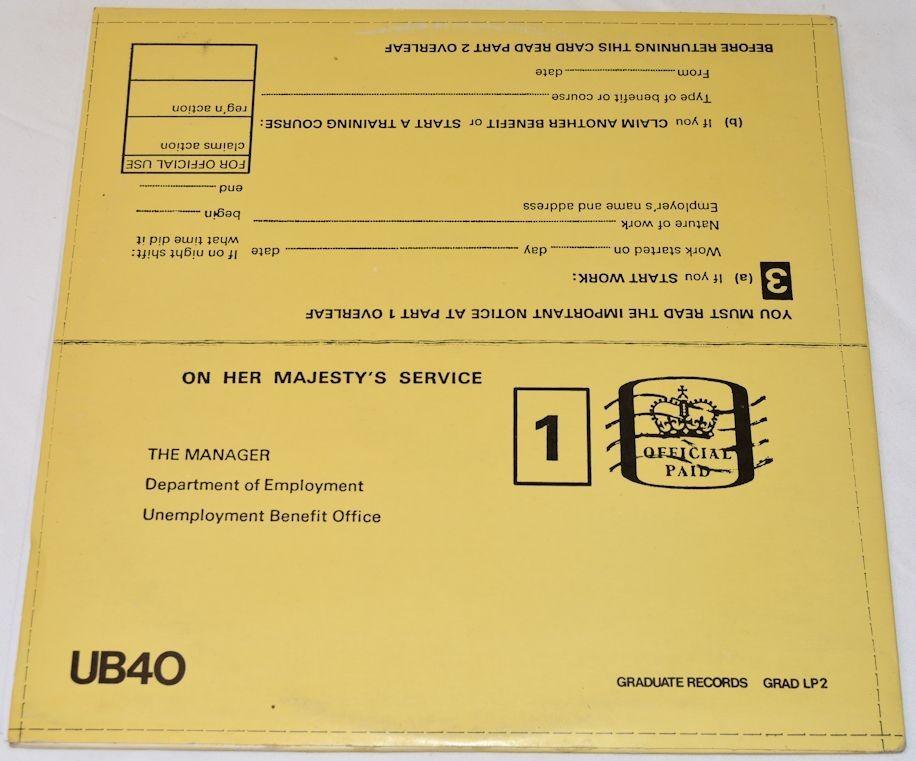 YOU MUST READ THE IMPORTANT NOTICE AT PART 1 OVERLEAF
3 (a) If you START WORK:
Work started on ........ day ........ date
Nature of work ........
Employer's name and address
If on night shift:
what time did it
begin ........
end ........
(b) If you CLAIM ANOTHER BENEFIT or START A TRAINING COURSE:
Type of benefit or course ........
From ........ date
BEFORE RETURNING THIS CARD READ PART 2 OVERLEAF
FOR OFFICIAL USE
claims action
reg'n action
ON HER MAJESTY'S SERVICE
1
OFFICIAL
PAID
THE MANAGER
Department of Employment
Unemployment Benefit Office
UB40
GRADUATE RECORDS GRAD LP2